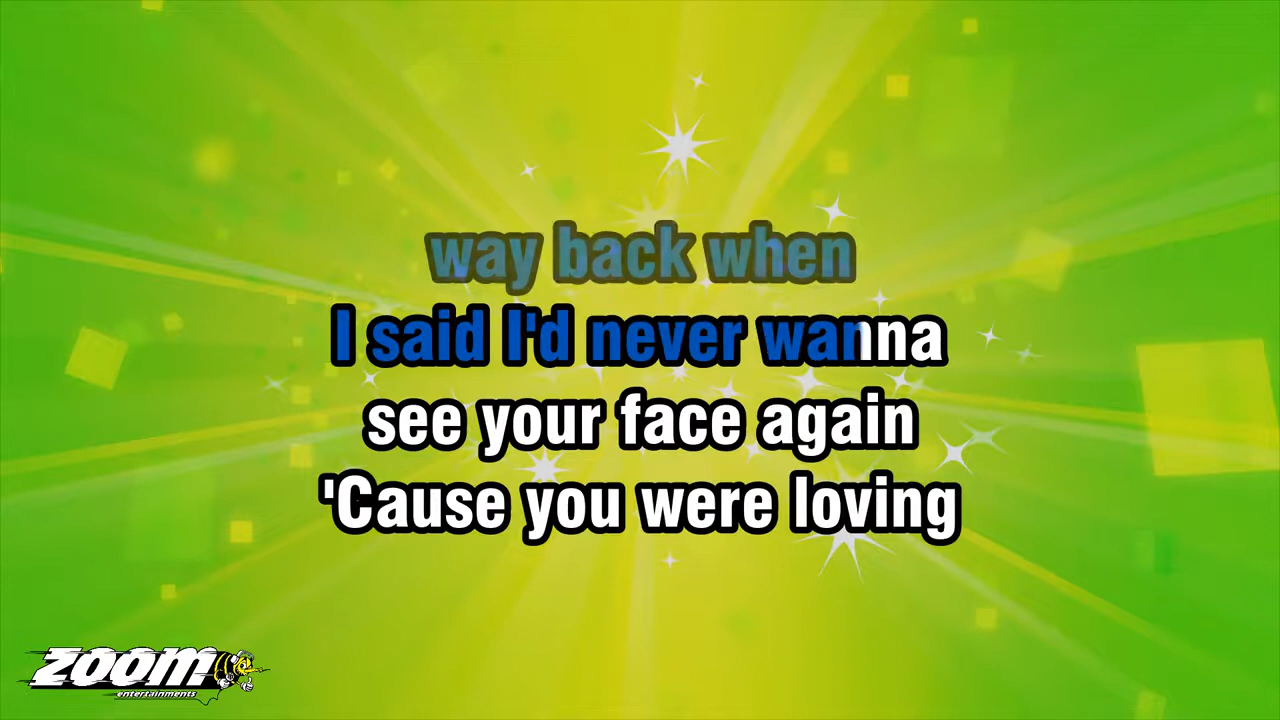 way back when
I said I'd never wanna
see your face again
'Cause you were loving
ZOOM
entertainments